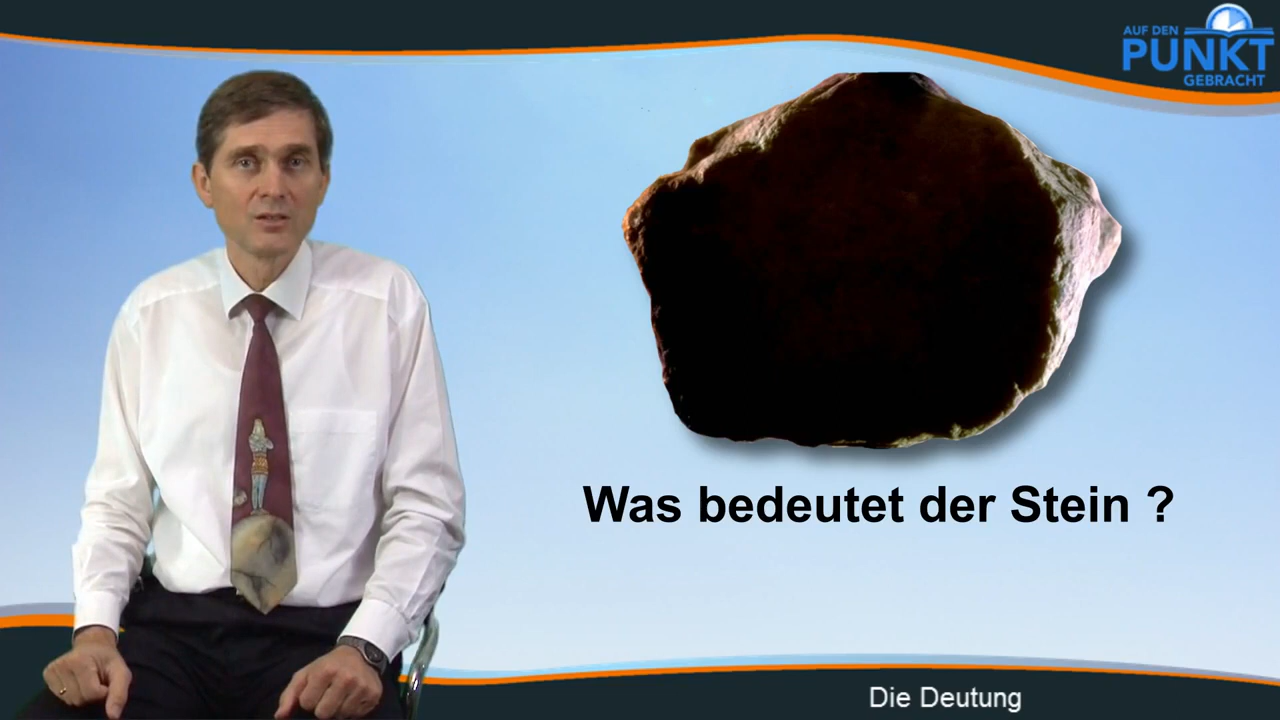 AUF DEN
PUNKT
GEBRACHT
Was bedeutet der Stein ?
Die Deutung